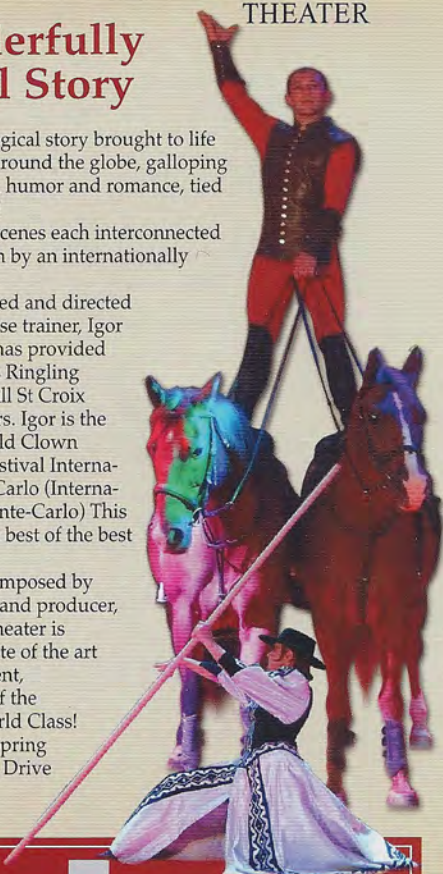 THEATER
erfully
l Story
gical story brought to life
round the globe, galloping
humor and romance, tied
cenes each interconnected
n by an internationally
ed and directed
se trainer, Igor
has provided
Ringling
ll St Croix
rs. Igor is the
ld Clown
stival Interna-
Carlo (Interna-
nte-Carlo) This
best of the best
mposed by
and producer,
heater is
te of the art
ent,
f the
rld Class!
pring
Drive